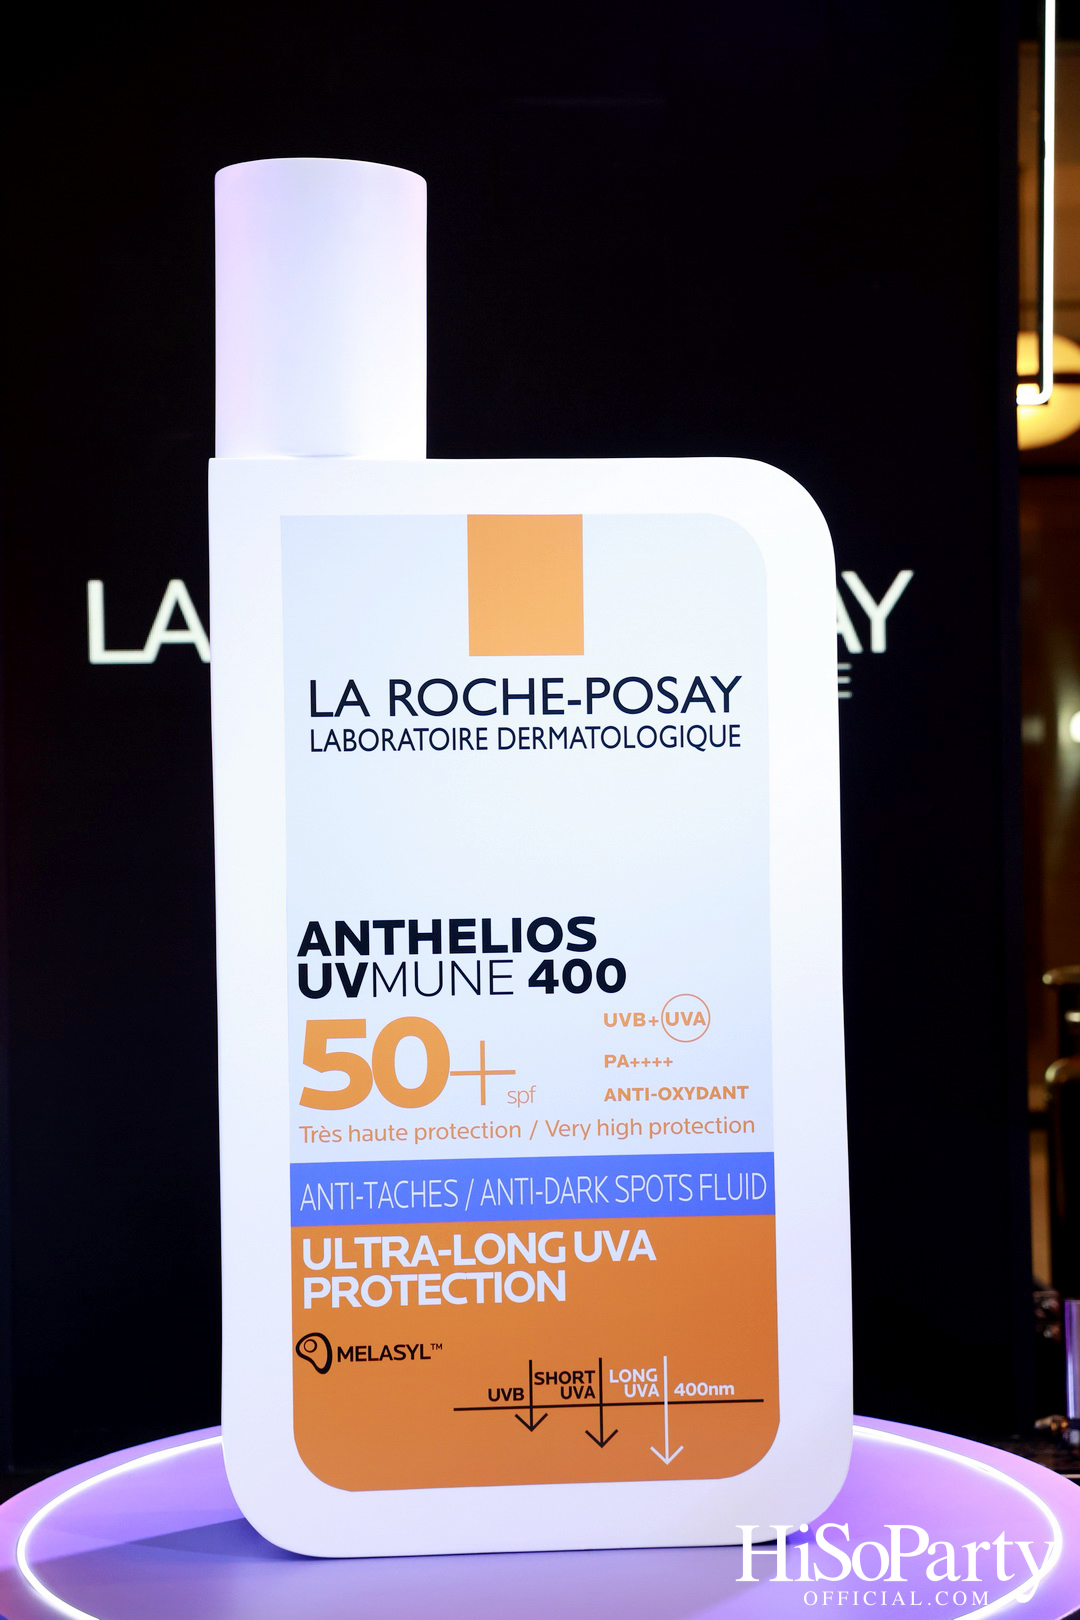 LA
AY
E
LA ROCHE-POSAY
LABORATOIRE DERMATOLOGIQUE
ANTHELIOS
UVMUNE 400
50+ spf
UVB+UVA
PA++++
ANTI-OXYDANT
Très haute protection / Very high protection
ANTI-TACHES / ANTI-DARK SPOTS FLUID
ULTRA-LONG UVA
PROTECTION
MELASYL™
UVB
SHORT
UVA
LONG
UVA
400nm
HiSoParty
OFFICIAL.COM